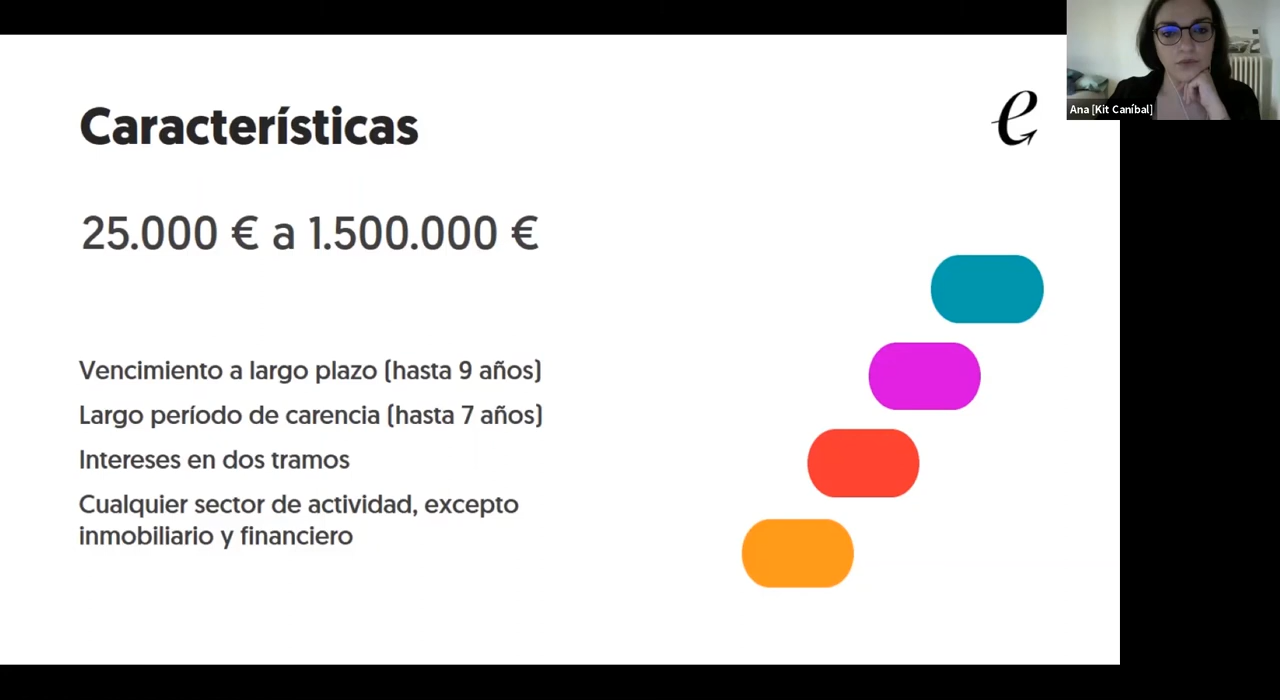 Características
25.000 € a 1.500.000 €
Vencimiento a largo plazo (hasta 9 años)
Largo período de carencia (hasta 7 años)
Intereses en dos tramos
Cualquier sector de actividad, excepto
inmobiliario y financiero
e
Ana [Kit Caníbal]